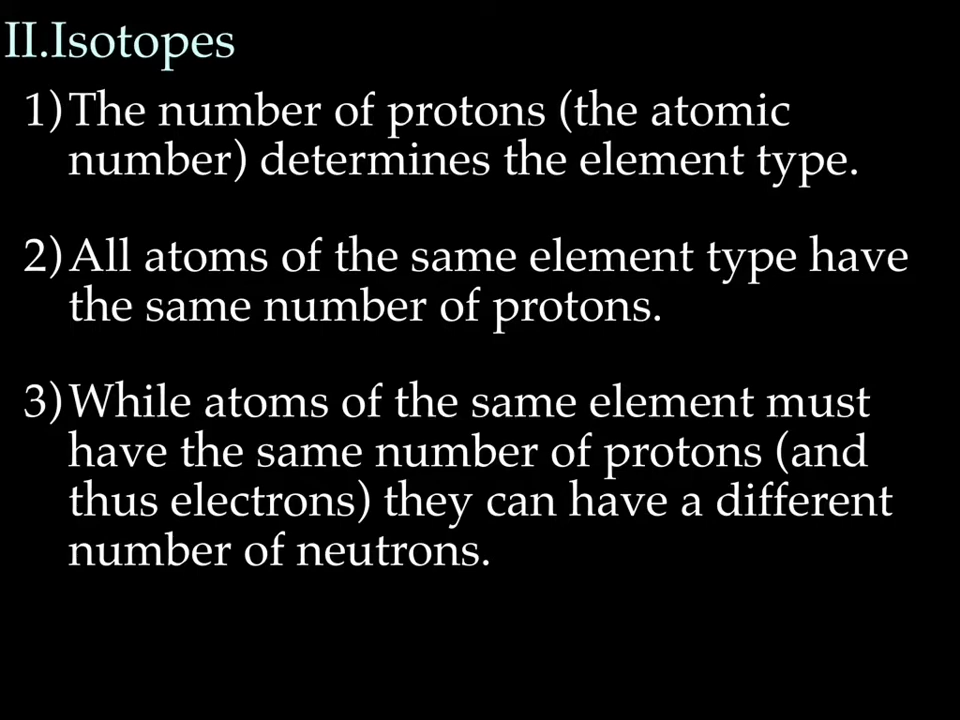 II.Isotopes
1) The number of protons (the atomic
number) determines the element type.
2) All atoms of the same element type have
the same number of protons.
3) While atoms of the same element must
have the same number of protons (and
thus electrons) they can have a different
number of neutrons.